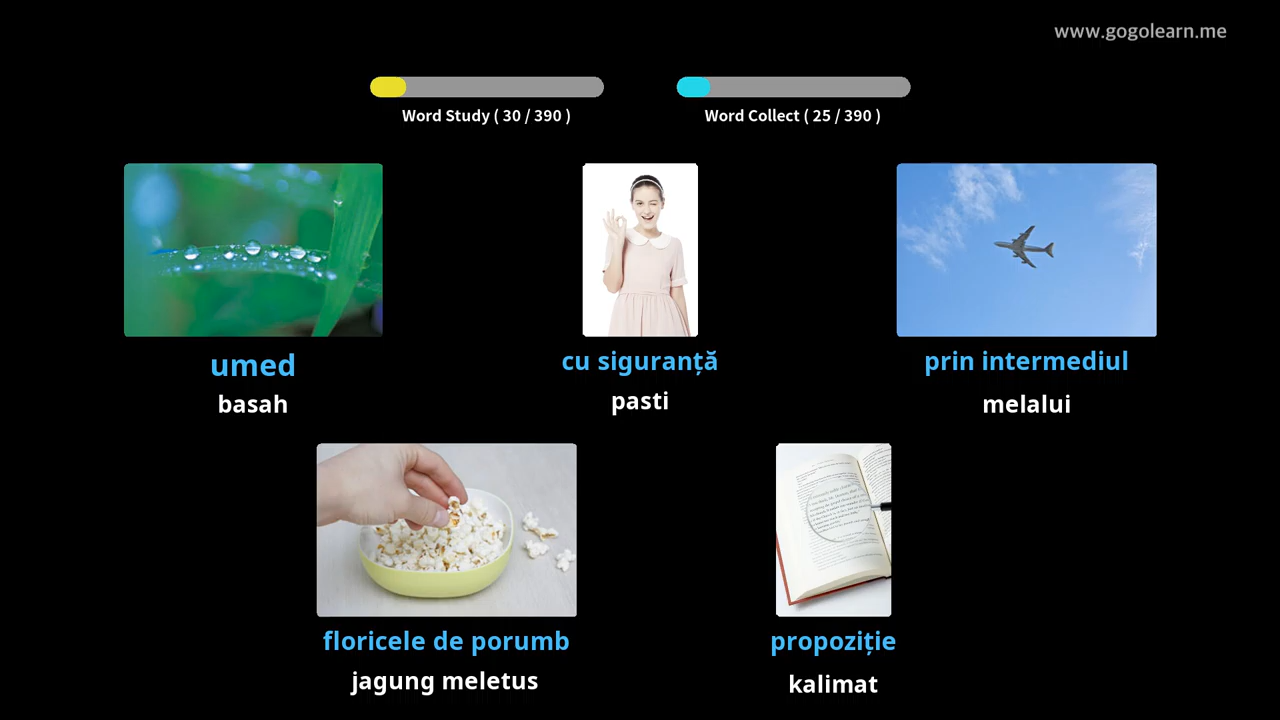 www.gogolearn.me
Word Study ( 30 / 390 )
Word Collect ( 25 / 390 )
umed
basah
cu siguranță
pasti
prin intermediul
melalui
floricele de porumb
jagung meletus
propoziție
kalimat